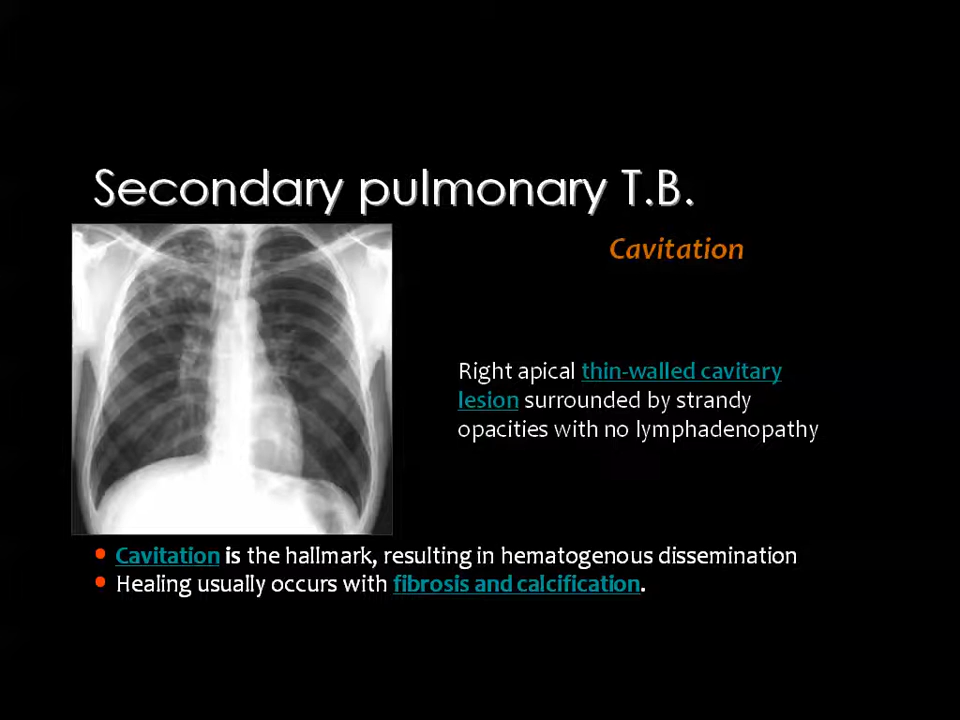 Secondary pulmonary T.B.
Cavitation
Right apical thin-walled cavitary
lesion surrounded by strandy
opacities with no lymphadenopathy
• Cavitation is the hallmark, resulting in hematogenous dissemination
• Healing usually occurs with fibrosis and calcification.